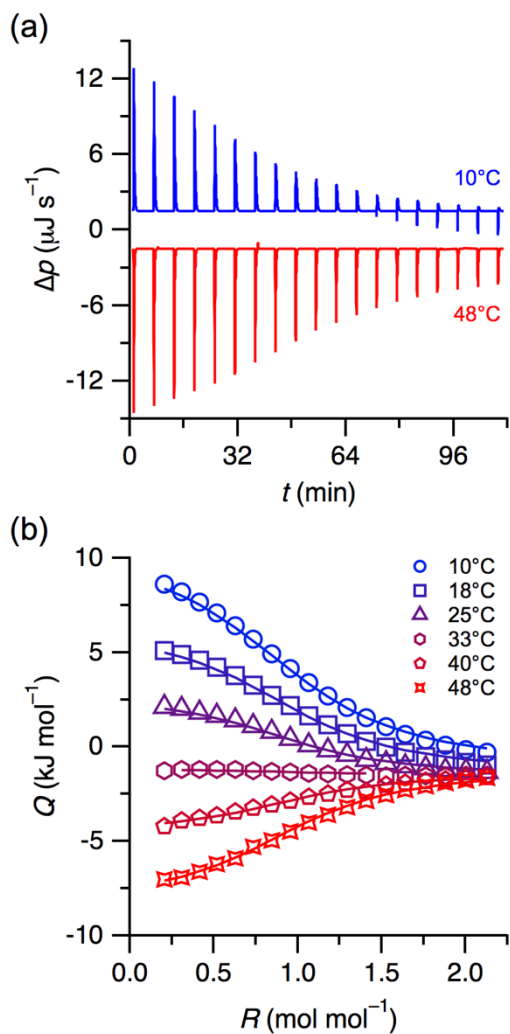 (a)
12
6
0
-6
-12
Δp (μJ s⁻¹)
10°C
48°C
0 32 64 96
t (min)
(b)
10
5
0
-5
-10
Q (kJ mol⁻¹)
10°C
18°C
25°C
33°C
40°C
48°C
0.0 0.5 1.0 1.5 2.0
R (mol mol⁻¹)